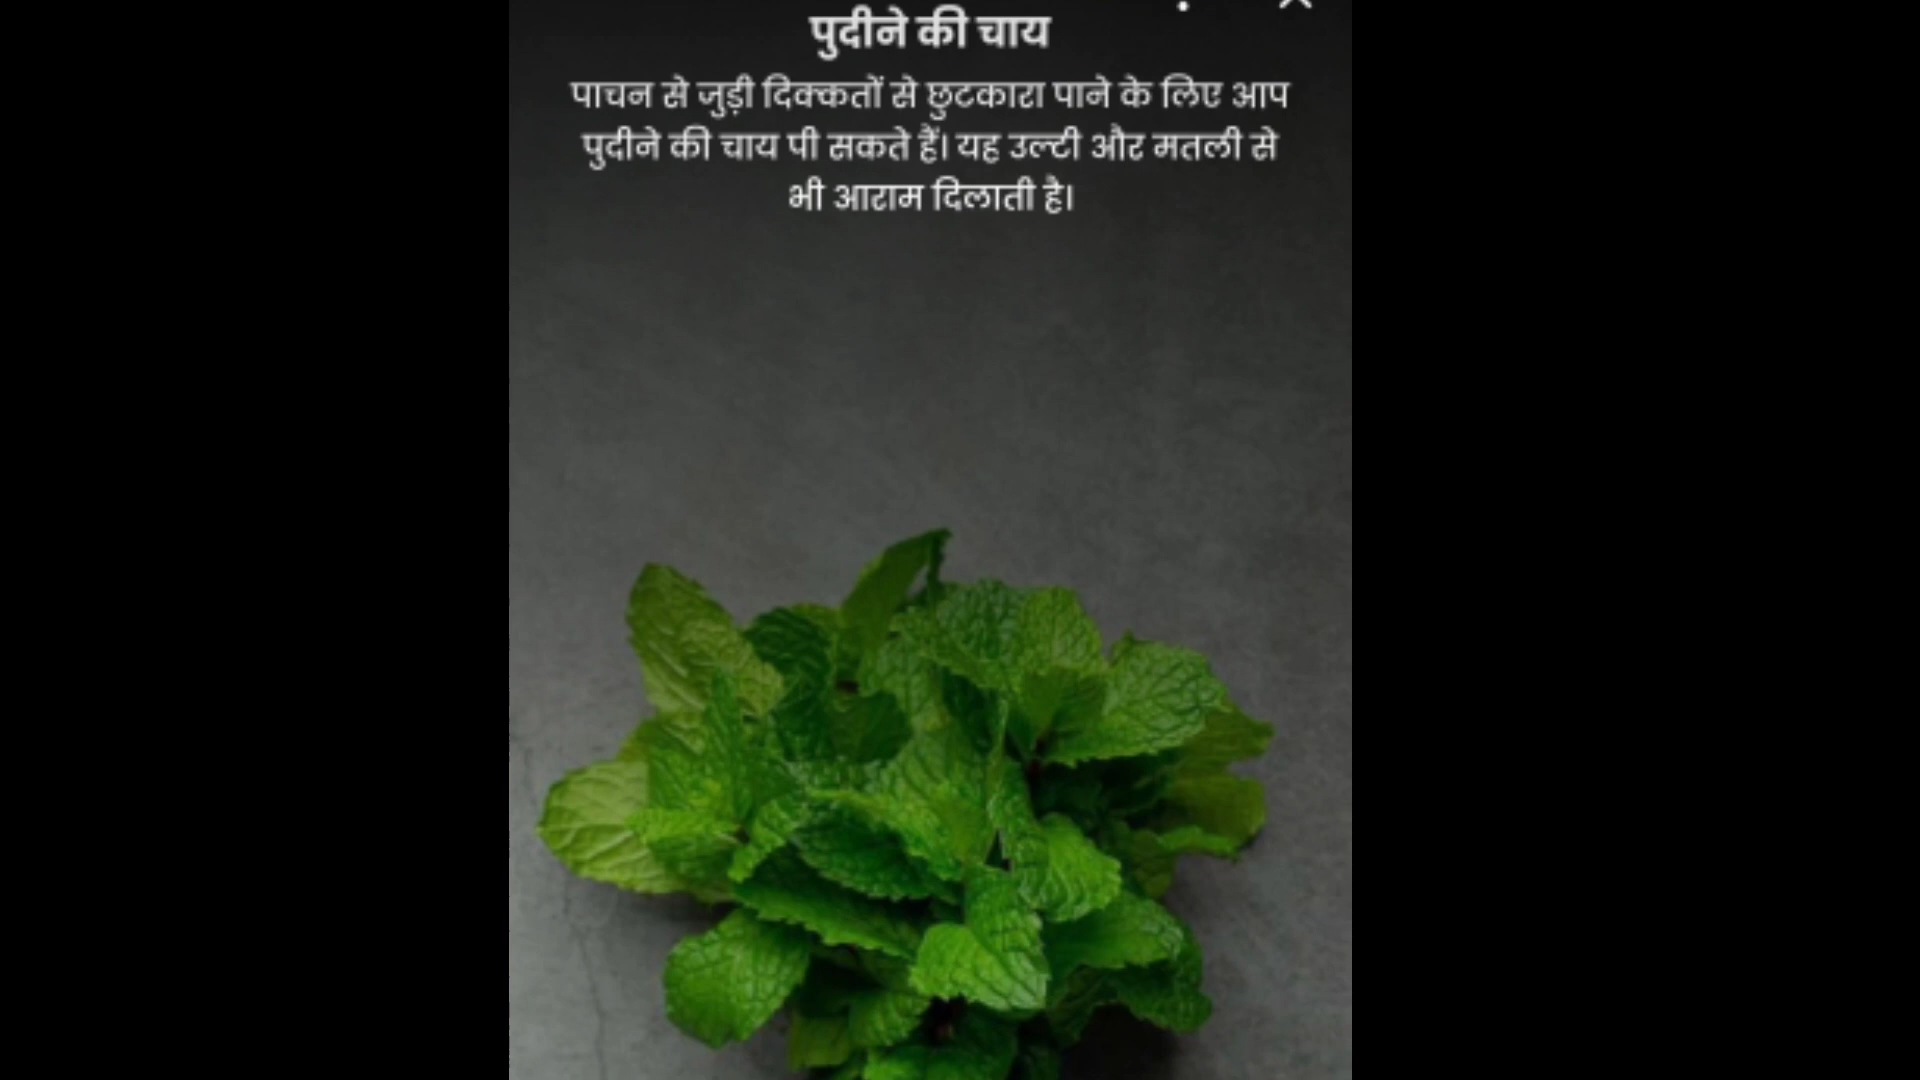 पुदीने की चाय
पाचन से जुड़ी दिक्कतों से छुटकारा पाने के लिए आप
पुदीने की चाय पी सकते हैं। यह उल्टी और मतली से
भी आराम दिलाती है।